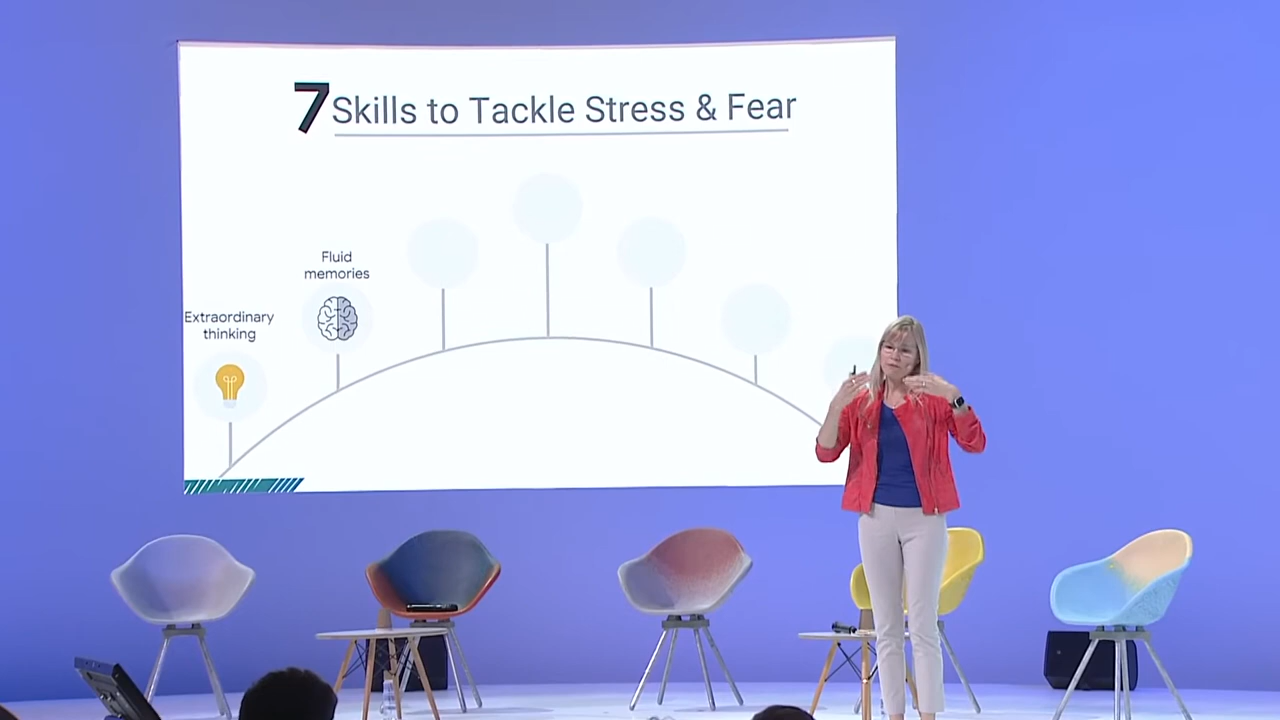 7 Skills to Tackle Stress & Fear
Fluid
memories
Extraordinary
thinking